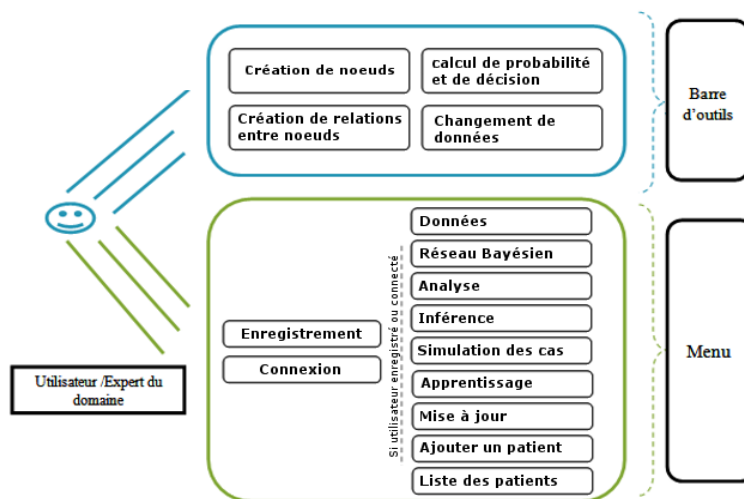 Création de noeuds
calcul de probabilité
et de décision
Création de relations
entre noeuds
Changement de
données
Barre
d'outils
Utilisateur /Expert du
domaine
Enregistrement
Connexion
Si utilisateur enregistré ou connecté
Données
Réseau Bayésien
Analyse
Inférence
Simulation des cas
Apprentissage
Mise à jour
Ajouter un patient
Liste des patients
Menu